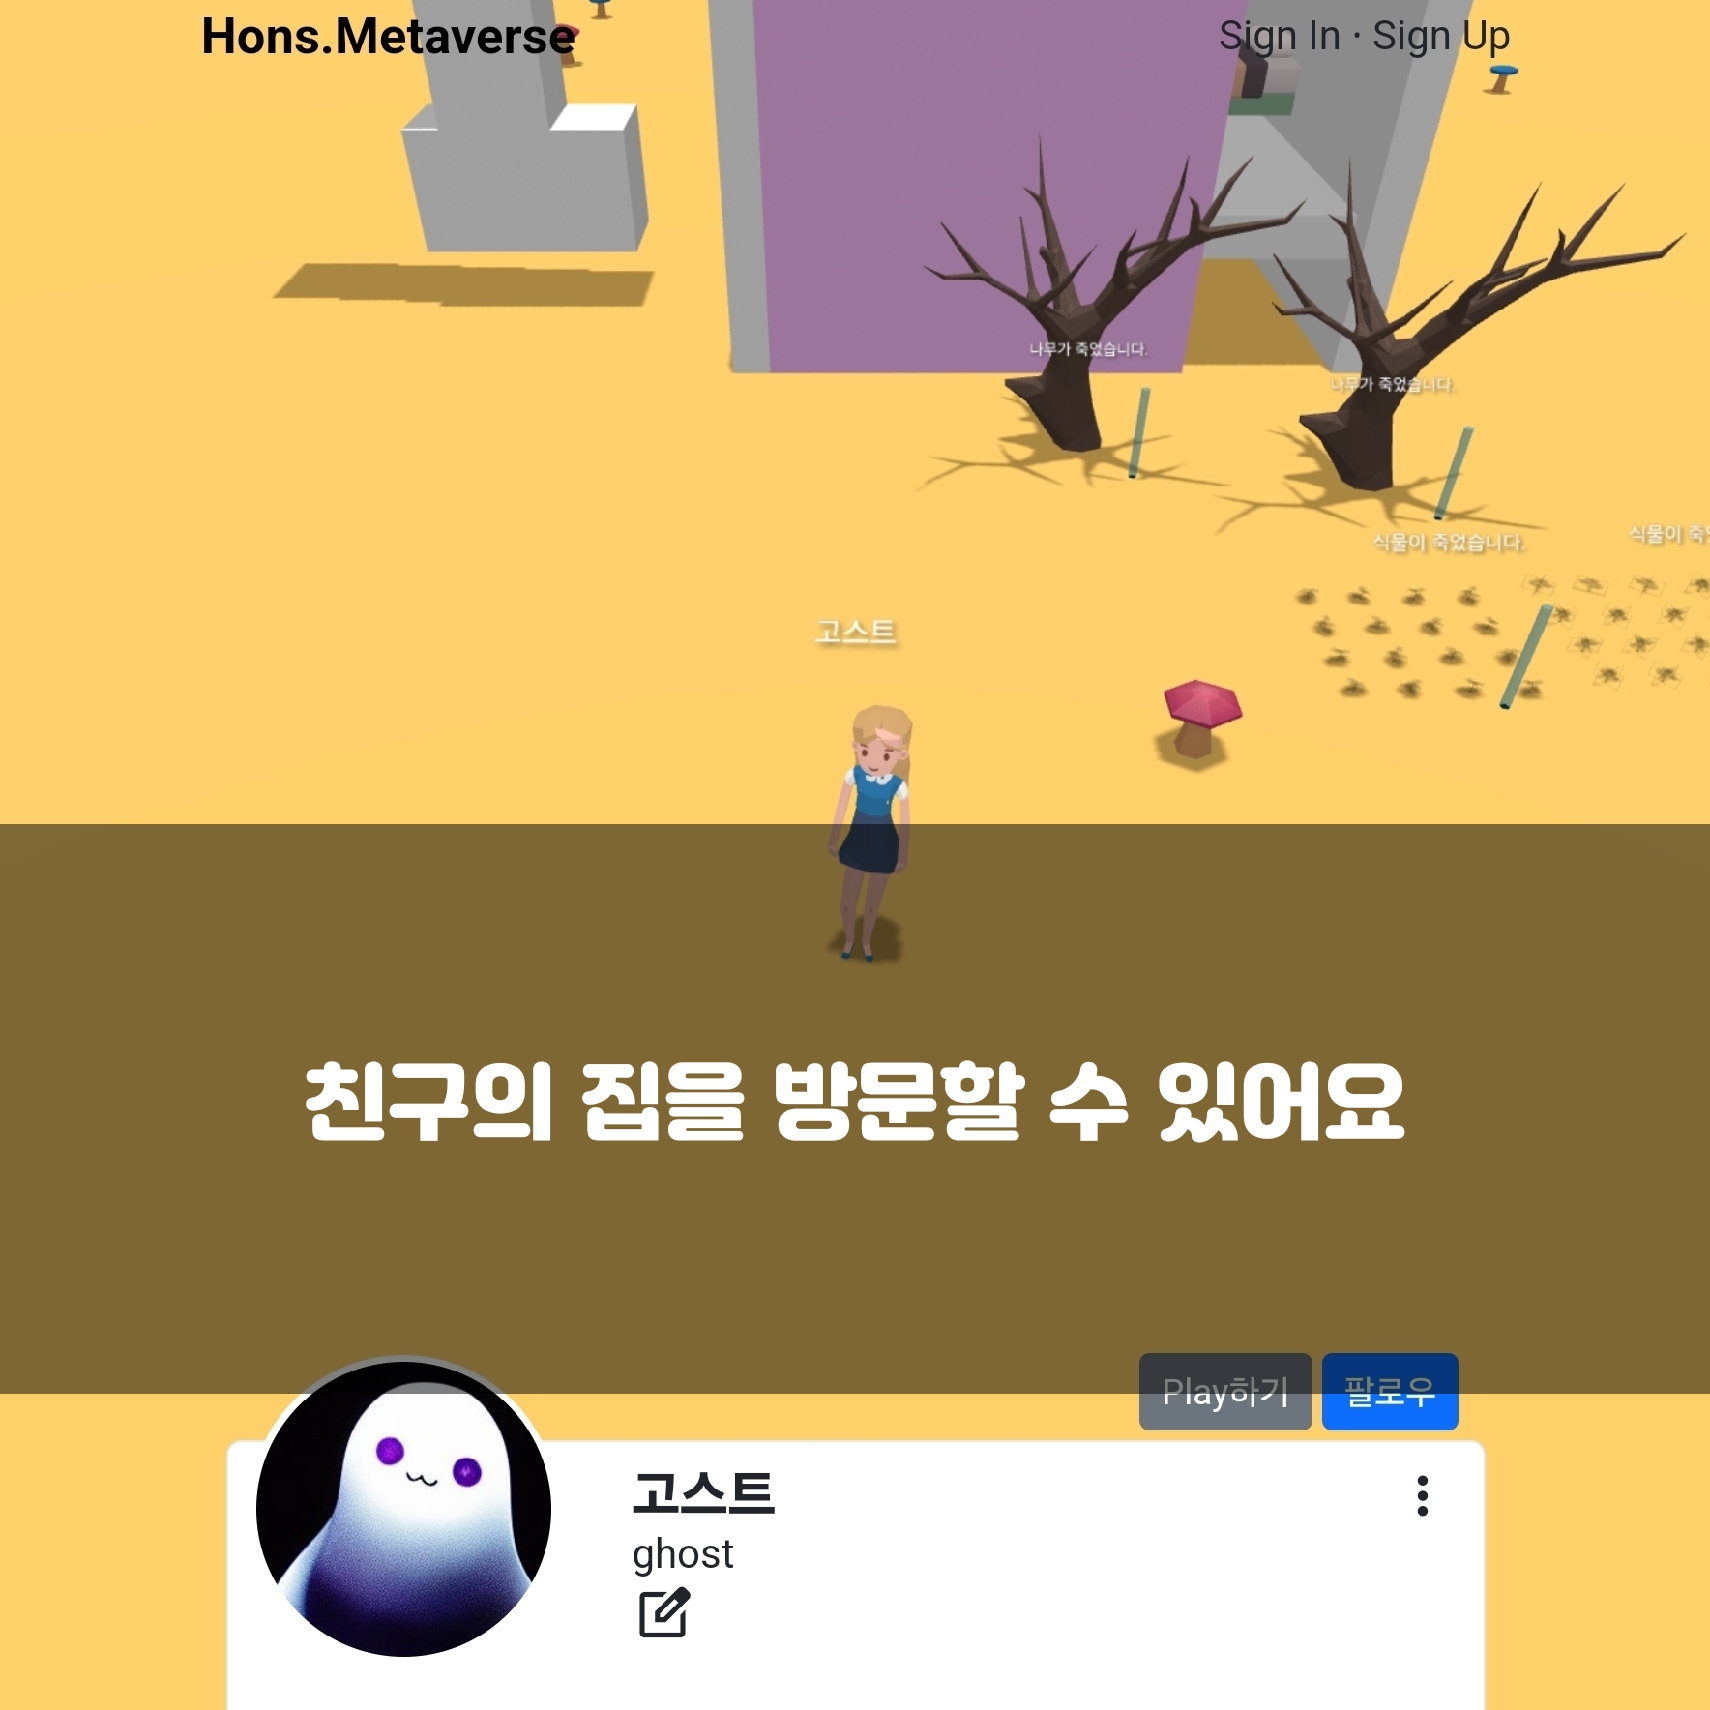 Hons.Metaverse
Sign In · Sign Up
나무가 죽었습니다.
나무가 죽었습니다.
식물이 죽었습니다.
식물이
고스트
친구의 집을 방문할 수 있어요
Play하기
팔로우
고스트
ghost